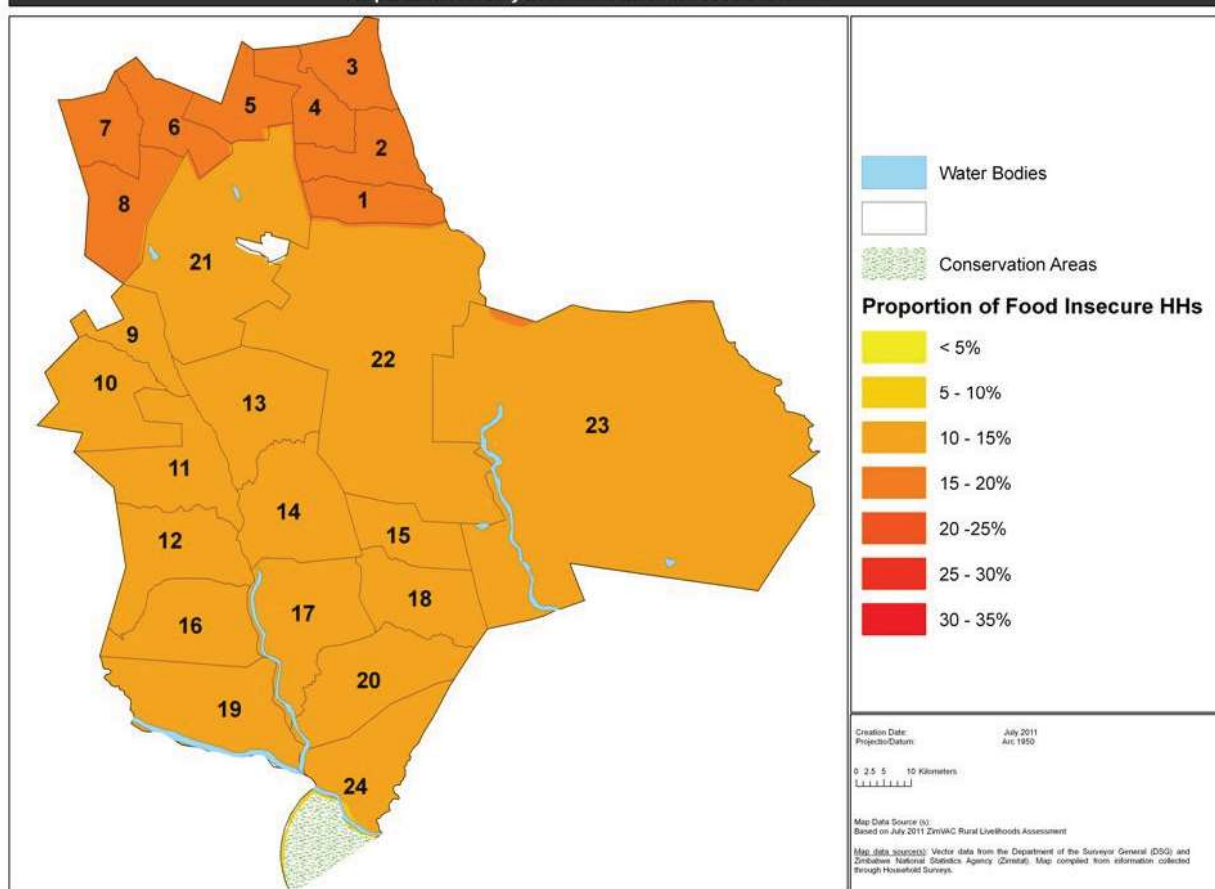 3
5
4
7
6
2
8
1
21
9
22
10
13
23
11
14
15
12
17
18
16
20
19
24
Water Bodies
Conservation Areas
Proportion of Food Insecure HHs
< 5%
5 - 10%
10 - 15%
15 - 20%
20 -25%
25 - 30%
30 - 35%
Creation Date: July 2011
Projectio/Datum: Arc 1950
0 2.5 5 10 Kilometers
Map Data Source (s):
Based on July 2011 ZimVAC Rural Livelihoods Assessment
Map data source(s): Vector data from the Department of the Surveyor General (DSG) and
Zimbabwe National Statistics Agency (Zimstat). Map compiled from information collected
through Household Surveys.